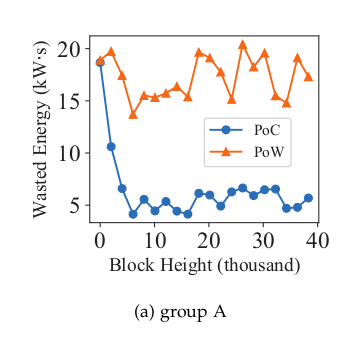 Wasted Energy (kW·s)
20
15
10
5
PoC
PoW
0 10 20 30 40
Block Height (thousand)
(a) group A